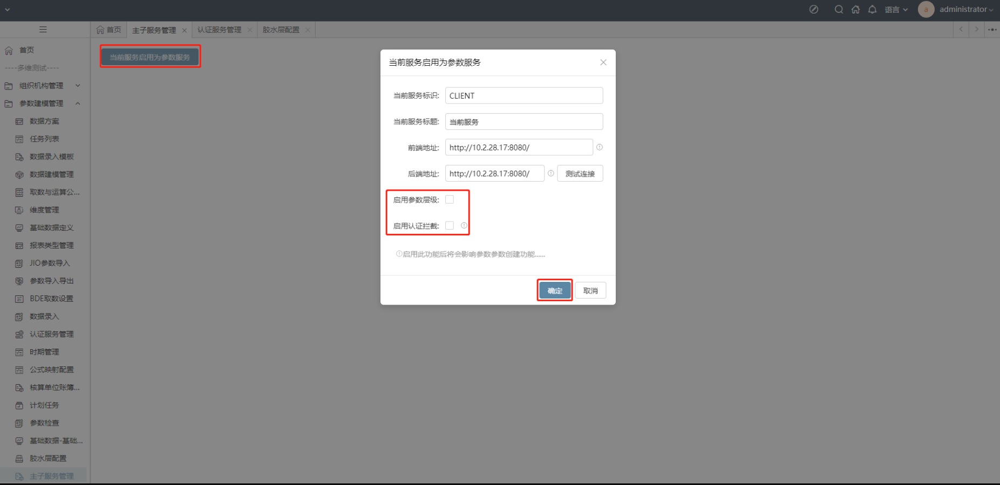 语言
a
administrator
首页
主子服务管理
认证服务管理
胶水层配置
首页
----多维测试----
组织机构管理
参数建模管理
数据方案
任务列表
数据录入模板
数据建模管理
取数与运算公...
维度管理
基础数据定义
报表类型管理
JIO参数导入
参数导入导出
BDE取数设置
数据录入
认证服务管理
时期管理
公式映射配置
核算单位账簿...
计划任务
参数检查
基础数据-基础...
胶水层配置
主子服务管理
当前服务启用为参数服务
当前服务启用为参数服务
当前服务标识: CLIENT
当前服务标题: 当前服务
前端地址: http://10.2.28.17:8080/
后端地址: http://10.2.28.17:8080/ 测试连接
启用参数层级:
启用认证拦截:
启用此功能后将会影响参数参数创建功能......
确定 取消